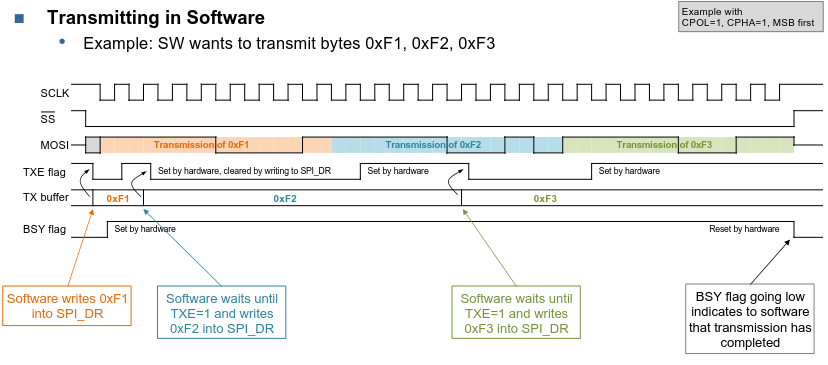 Transmitting in Software
Example with
CPOL=1, CPHA=1, MSB first
Example: SW wants to transmit bytes 0xF1, 0xF2, 0xF3
SCLK
SS
MOSI
Transmission of 0xF1
Transmission of 0xF2
Transmission of 0xF3
TXE flag
Set by hardware, cleared by writing to SPI_DR
Set by hardware
Set by hardware
TX buffer
0xF1
0xF2
0xF3
BSY flag
Set by hardware
Reset by hardware
Software writes 0xF1
into SPI_DR
Software waits until
TXE=1 and writes
0xF2 into SPI_DR
Software waits until
TXE=1 and writes
0xF3 into SPI_DR
BSY flag going low
indicates to software
that transmission has
completed